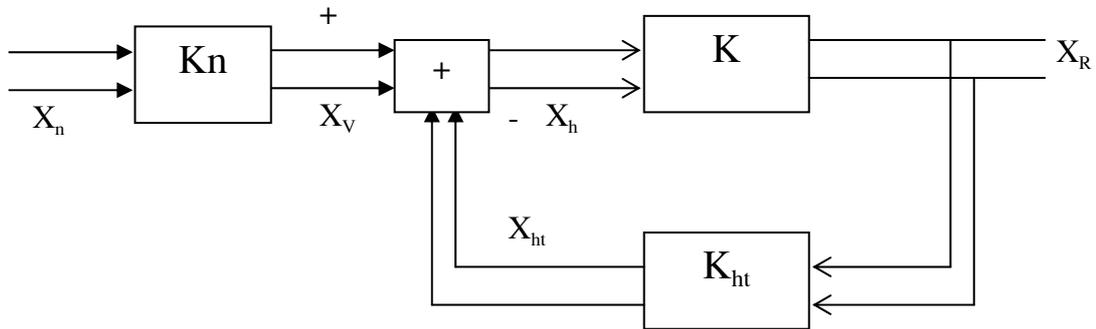 +
Kn
+
K
X_R
X_n
X_V
-
X_h
X_ht
K_ht